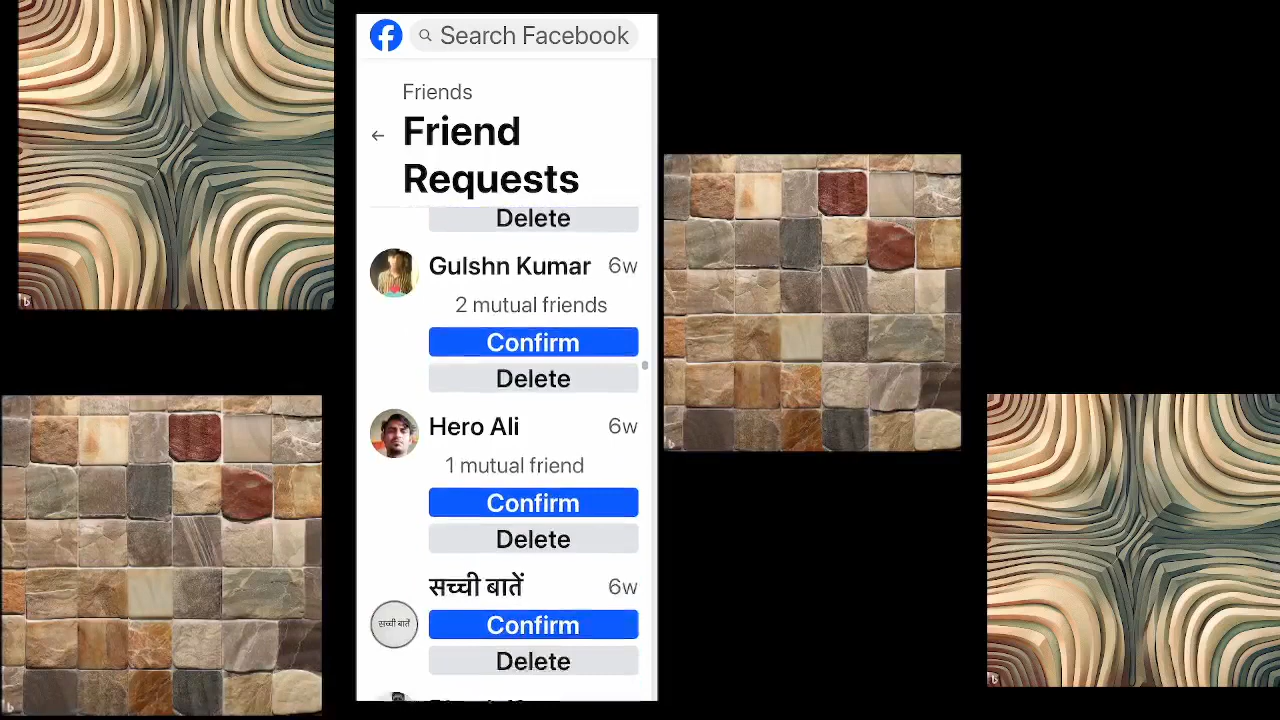 Search Facebook
Friends
Friend
Requests
Delete
Gulshn Kumar 6w
2 mutual friends
Confirm
Delete
Hero Ali 6w
1 mutual friend
Confirm
Delete
सच्ची बातें 6w
सच्ची बातें
Confirm
Delete